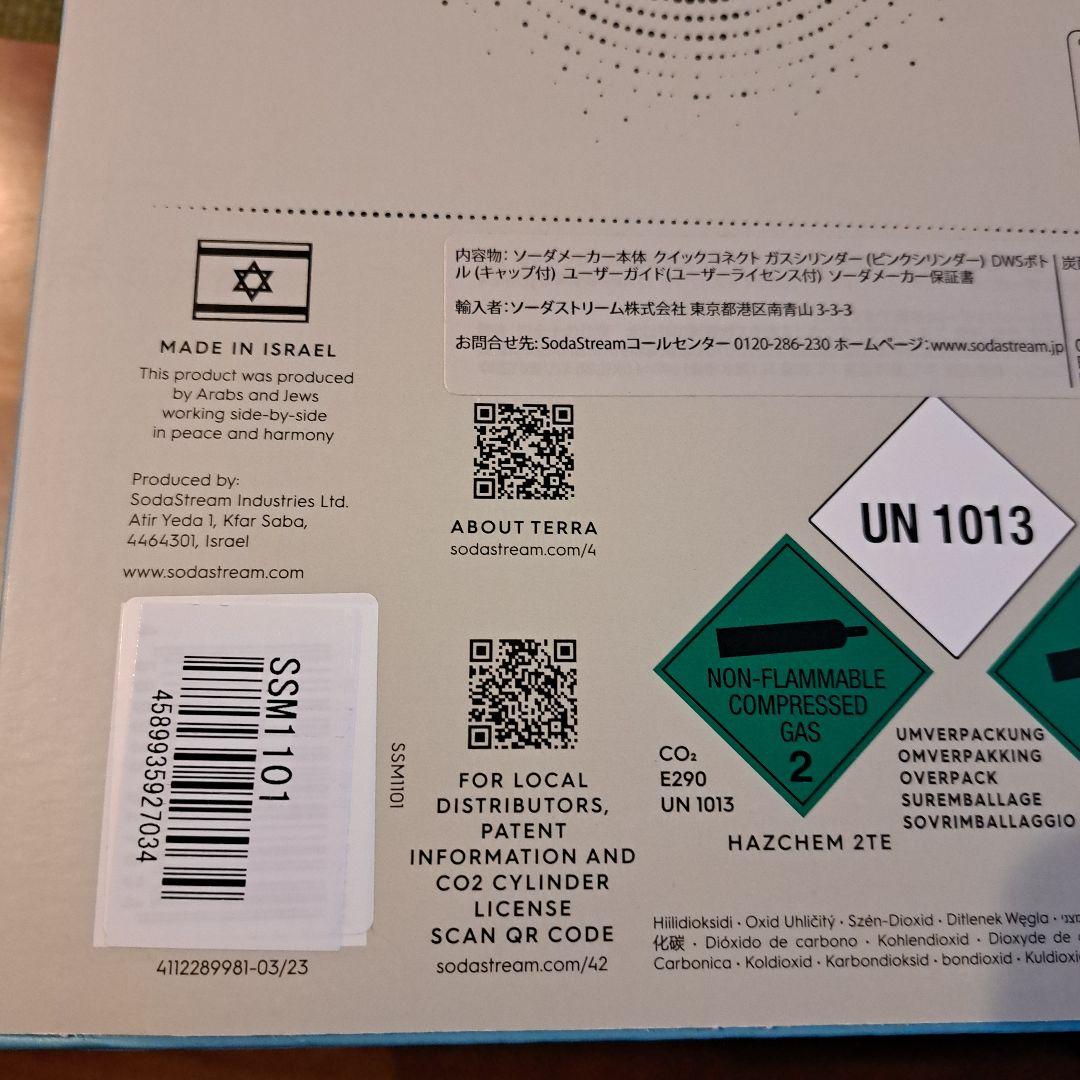 MADE IN ISRAEL
This product was produced
by Arabs and Jews
working side-by-side
in peace and harmony
Produced by:
SodaStream Industries Ltd.
Atir Yeda 1, Kfar Saba,
4464301, Israel
www.sodastream.com
SSM1101
4589935927034
4112289981-03/23
SSM1101
内容物: ソーダメーカー本体 クイックコネクト ガスシリンダー (ピンクシリンダー) DWSボト
ル (キャップ付) ユーザーガイド(ユーザーライセンス付) ソーダメーカー保証書
輸入者:ソーダストリーム株式会社 東京都港区南青山 3-3-3
お問合せ先: SodaStreamコールセンター 0120-286-230 ホームページ:www.sodastream.jp
ABOUT TERRA
sodastream.com/4
FOR LOCAL
DISTRIBUTORS,
PATENT
INFORMATION AND
CO2 CYLINDER
LICENSE
SCAN QR CODE
sodastream.com/42
UN 1013
NON-FLAMMABLE
COMPRESSED
GAS
2
CO₂
E290
UN 1013
HAZCHEM 2TE
UMVERPACKUNG
OMVERPAKKING
OVERPACK
SUREMBALLAGE
SOVRIMBALLAGGIO
Hiilidioksidi · Oxid Uhličitý · Szén-Dioxid · Ditlenek Węgla ·
化碳 · Dióxido de carbono · Kohlendioxid · Dioxyde de
Carbonica · Koldioxid · Karbondioksid · bondioxid · Kuldioxi